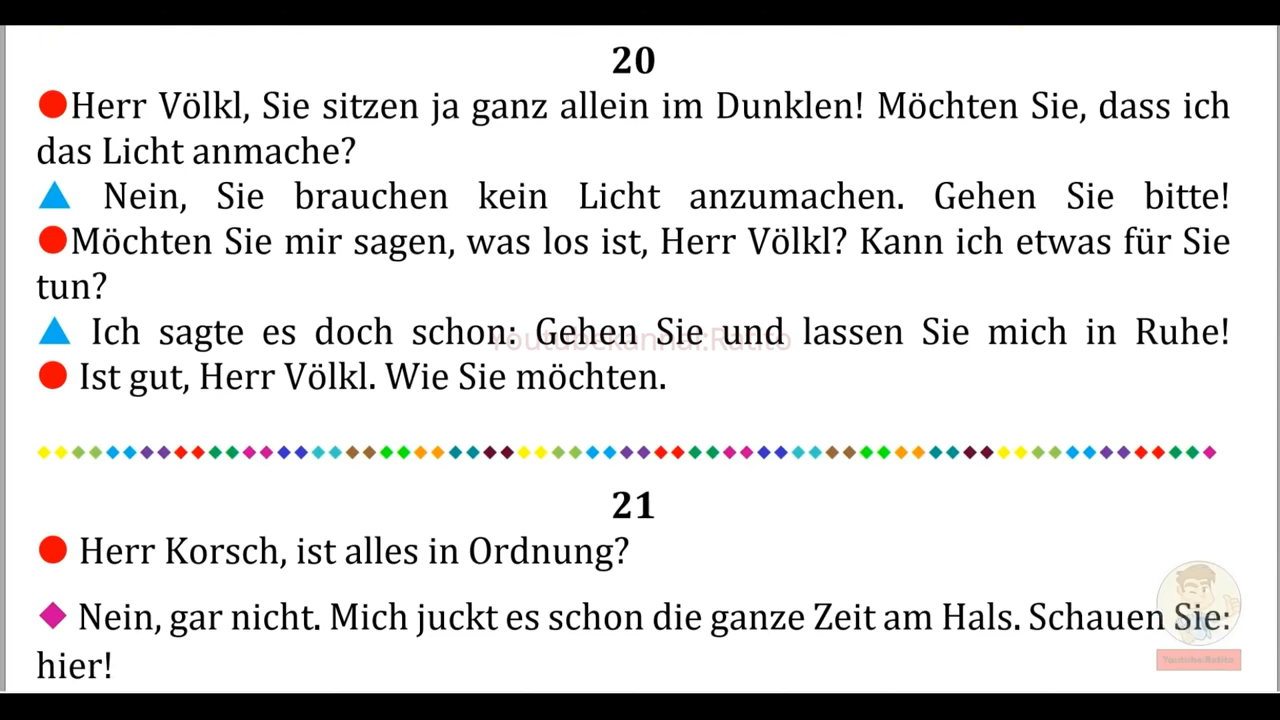 20
Herr Völkl, Sie sitzen ja ganz allein im Dunklen! Möchten Sie, dass ich
das Licht anmache?
Nein, Sie brauchen kein Licht anzumachen. Gehen Sie bitte!
Möchten Sie mir sagen, was los ist, Herr Völkl? Kann ich etwas für Sie
tun?
Ich sagte es doch schon: Gehen Sie und lassen Sie mich in Ruhe!
Youtubekannal:Ratito
Ist gut, Herr Völkl. Wie Sie möchten.
21
Herr Korsch, ist alles in Ordnung?
Nein, gar nicht. Mich juckt es schon die ganze Zeit am Hals. Schauen Sie:
hier!
Youtube:Ratito